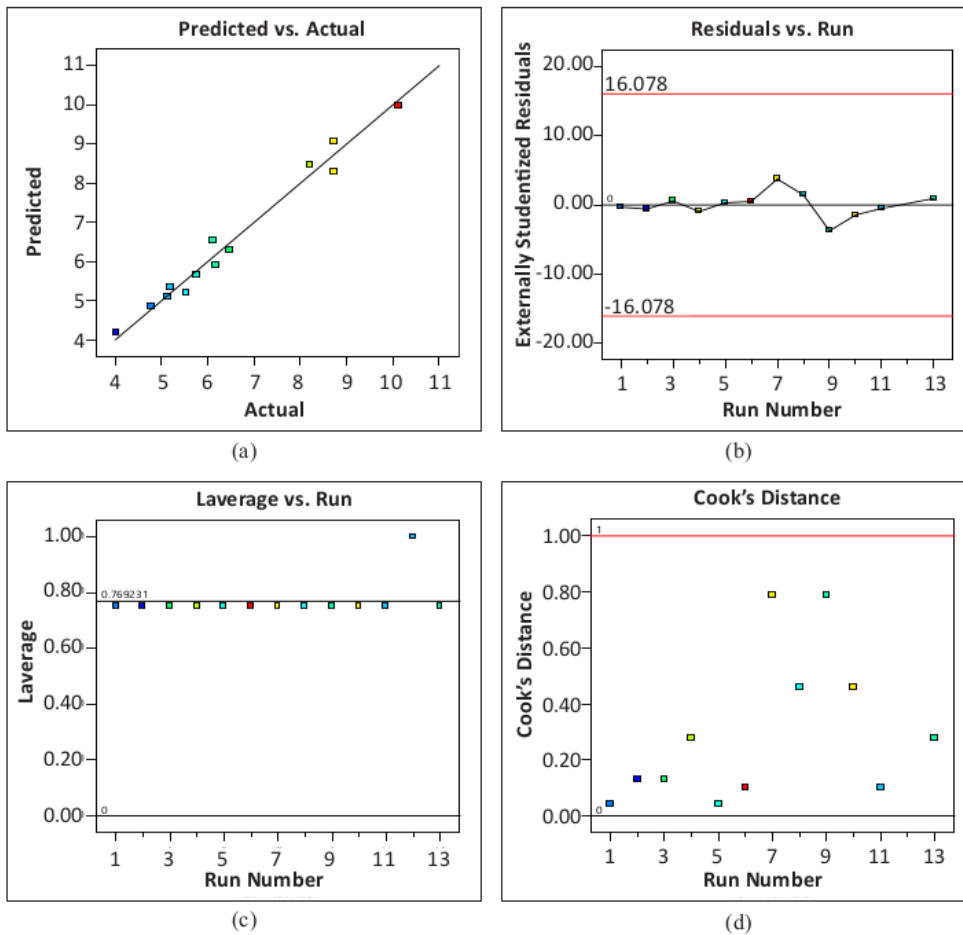 Predicted vs. Actual
11
10
9
8
7
6
5
4
Predicted
4 5 6 7 8 9 10 11
Actual
(a)
Residuals vs. Run
20.00
10.00
0.00
-10.00
-20.00
Externally Studentized Residuals
16.078
0
-16.078
1 3 5 7 9 11 13
Run Number
(b)
Laverage vs. Run
1.00
0.80
0.60
0.40
0.20
0.00
Laverage
0.769231
0
1 3 5 7 9 11 13
Run Number
(c)
Cook's Distance
1.00
0.80
0.60
0.40
0.20
0.00
Cook's Distance
1
0
1 3 5 7 9 11 13
Run Number
(d)